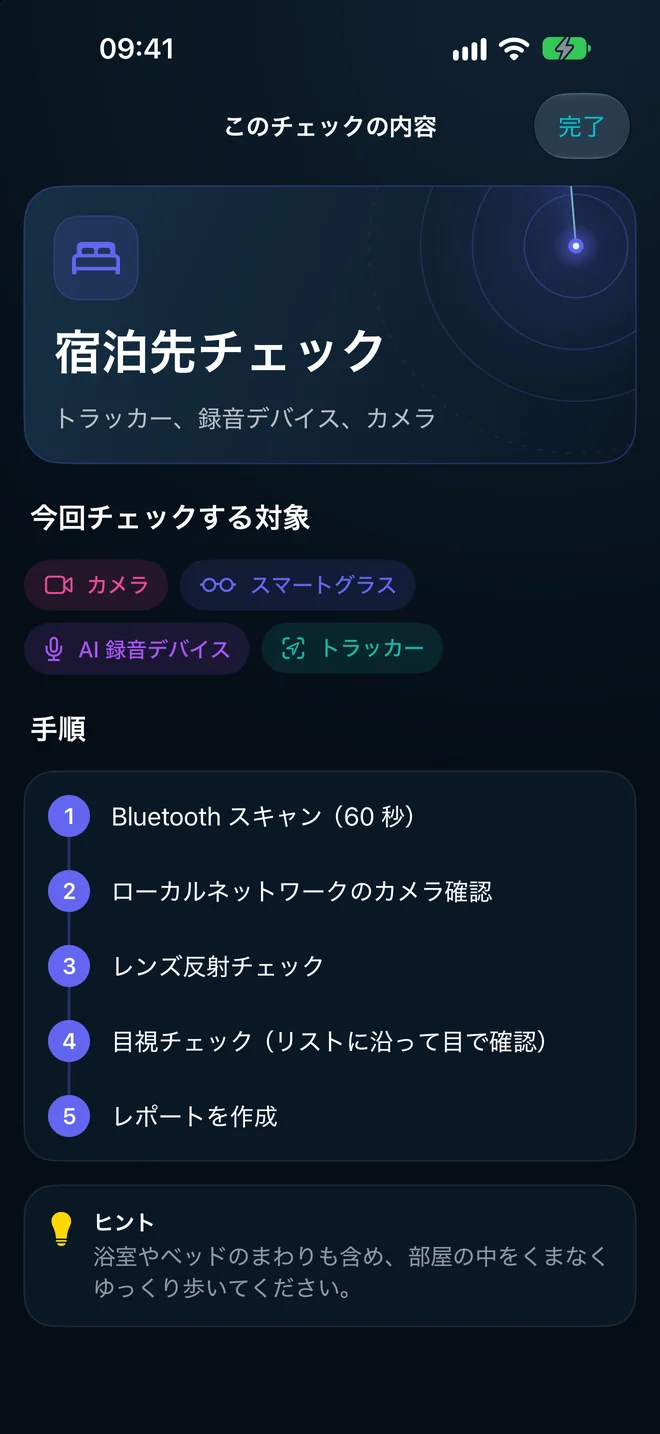 09:41
このチェックの内容
完了
宿泊先チェック
トラッカー、録音デバイス、カメラ
今回チェックする対象
カメラ
スマートグラス
AI 録音デバイス
トラッカー
手順
1 Bluetooth スキャン（60 秒）
2 ローカルネットワークのカメラ確認
3 レンズ反射チェック
4 目視チェック（リストに沿って目で確認）
5 レポートを作成
ヒント
浴室やベッドのまわりも含め、部屋の中をくまなく
ゆっくり歩いてください。